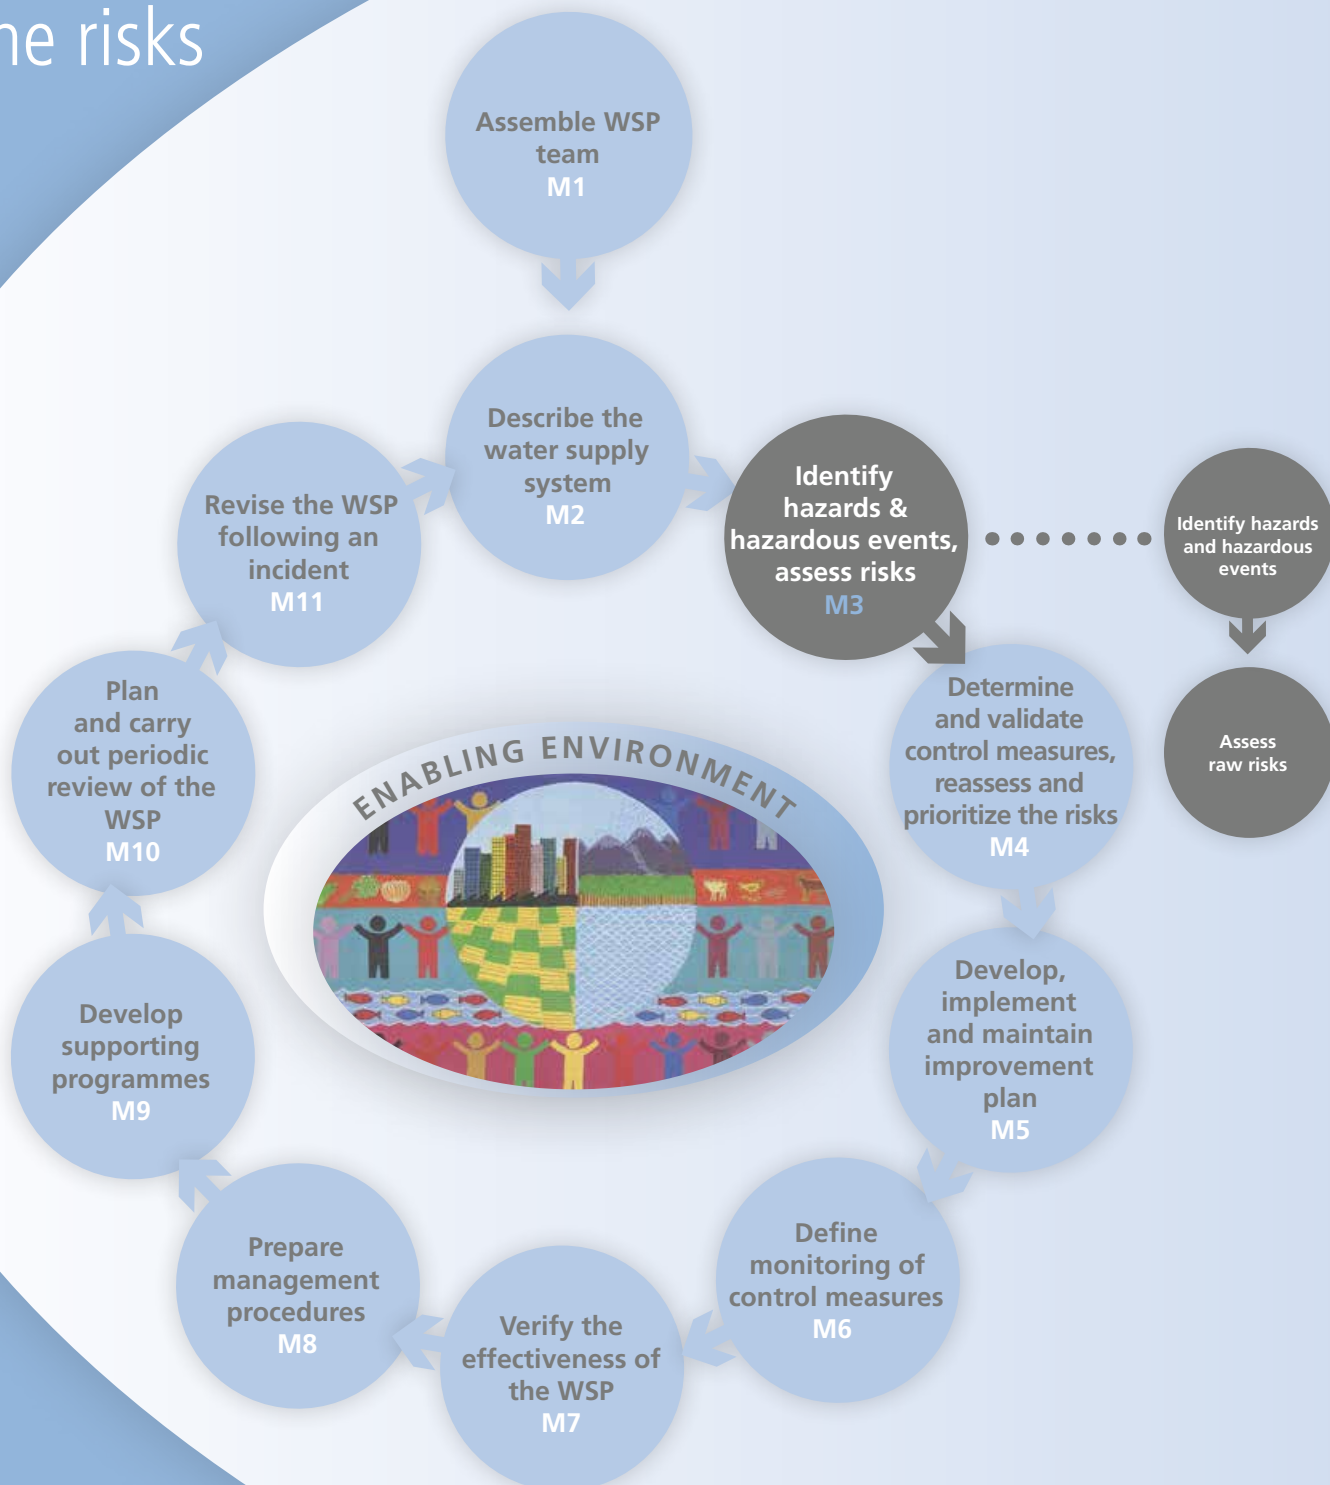 he risks
Assemble WSP
team
M1
Describe the
water supply
system
M2
Identify
hazards &
hazardous events,
assess risks
M3
Identify hazards
and hazardous
events
Assess
raw risks
Determine
and validate
control measures,
reassess and
prioritize the risks
M4
Develop,
implement
and maintain
improvement
plan
M5
Define
monitoring of
control measures
M6
Verify the
effectiveness of
the WSP
M7
Prepare
management
procedures
M8
Develop
supporting
programmes
M9
Plan
and carry
out periodic
review of the
WSP
M10
Revise the WSP
following an
incident
M11
ENABLING ENVIRONMENT